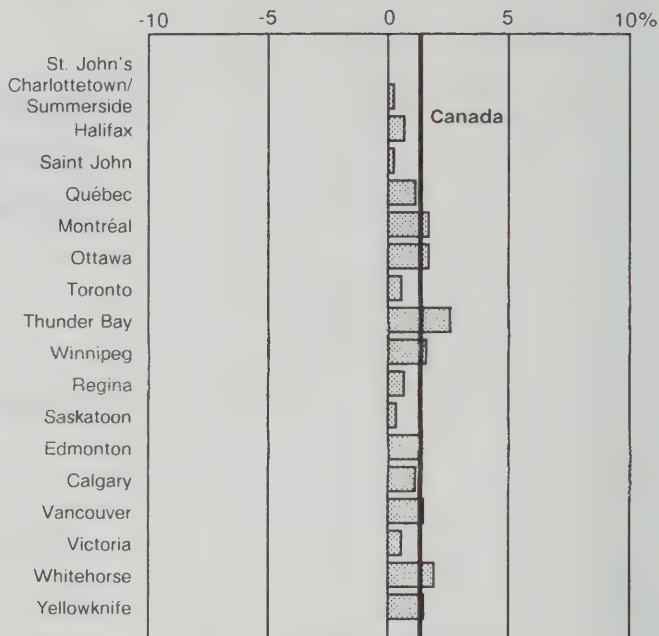 -10 -5 0 5 10%
St. John's
Charlottetown/
Summerside
Halifax
Canada
Saint John
Québec
Montréal
Ottawa
Toronto
Thunder Bay
Winnipeg
Regina
Saskatoon
Edmonton
Calgary
Vancouver
Victoria
Whitehorse
Yellowknife